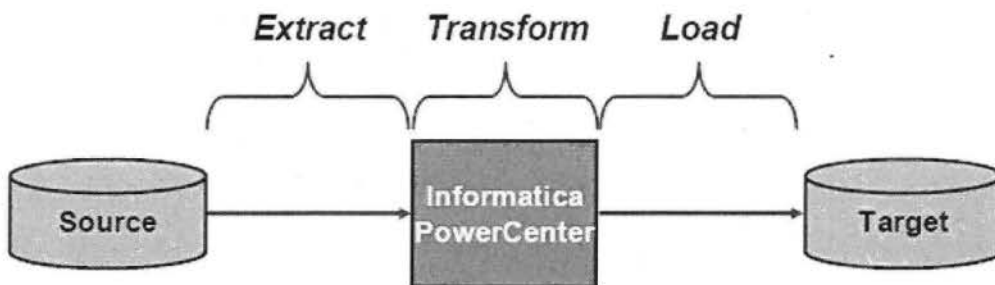 Extract Transform Load
Source
Informatica
PowerCenter
Target